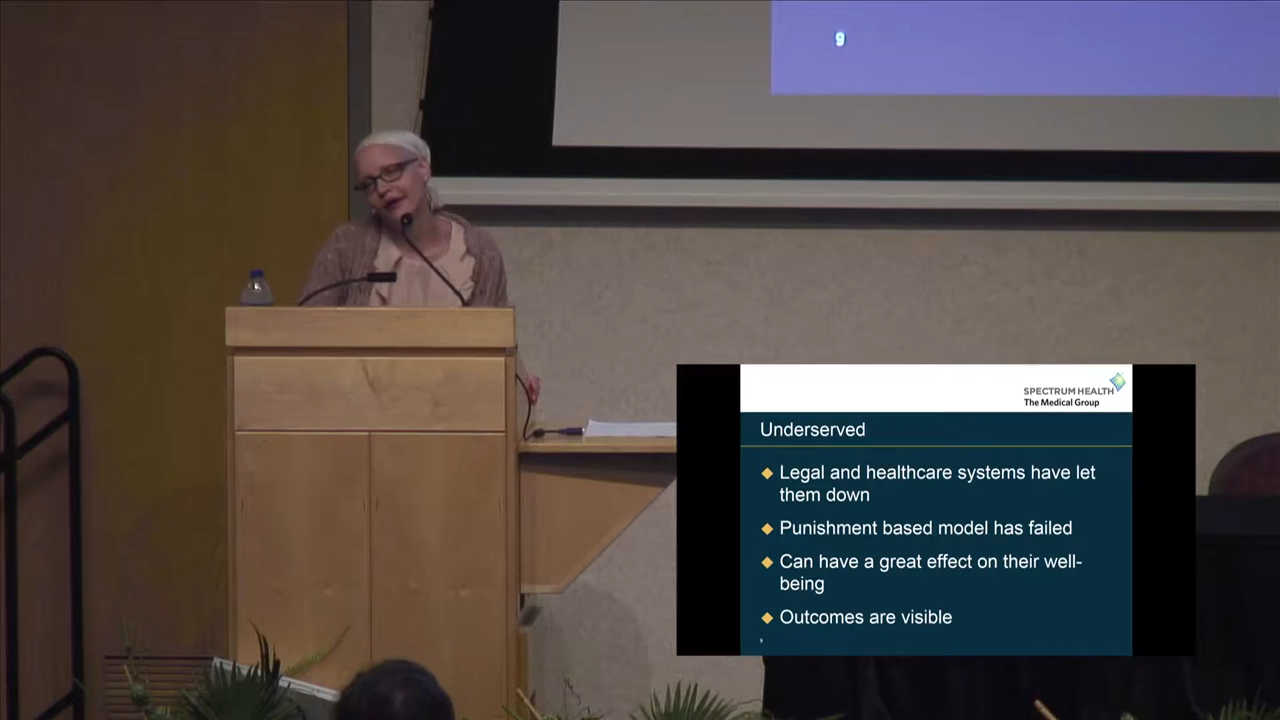 9
SPECTRUM HEALTH
The Medical Group
Underserved
◆ Legal and healthcare systems have let
them down
◆ Punishment based model has failed
◆ Can have a great effect on their well-
being
◆ Outcomes are visible